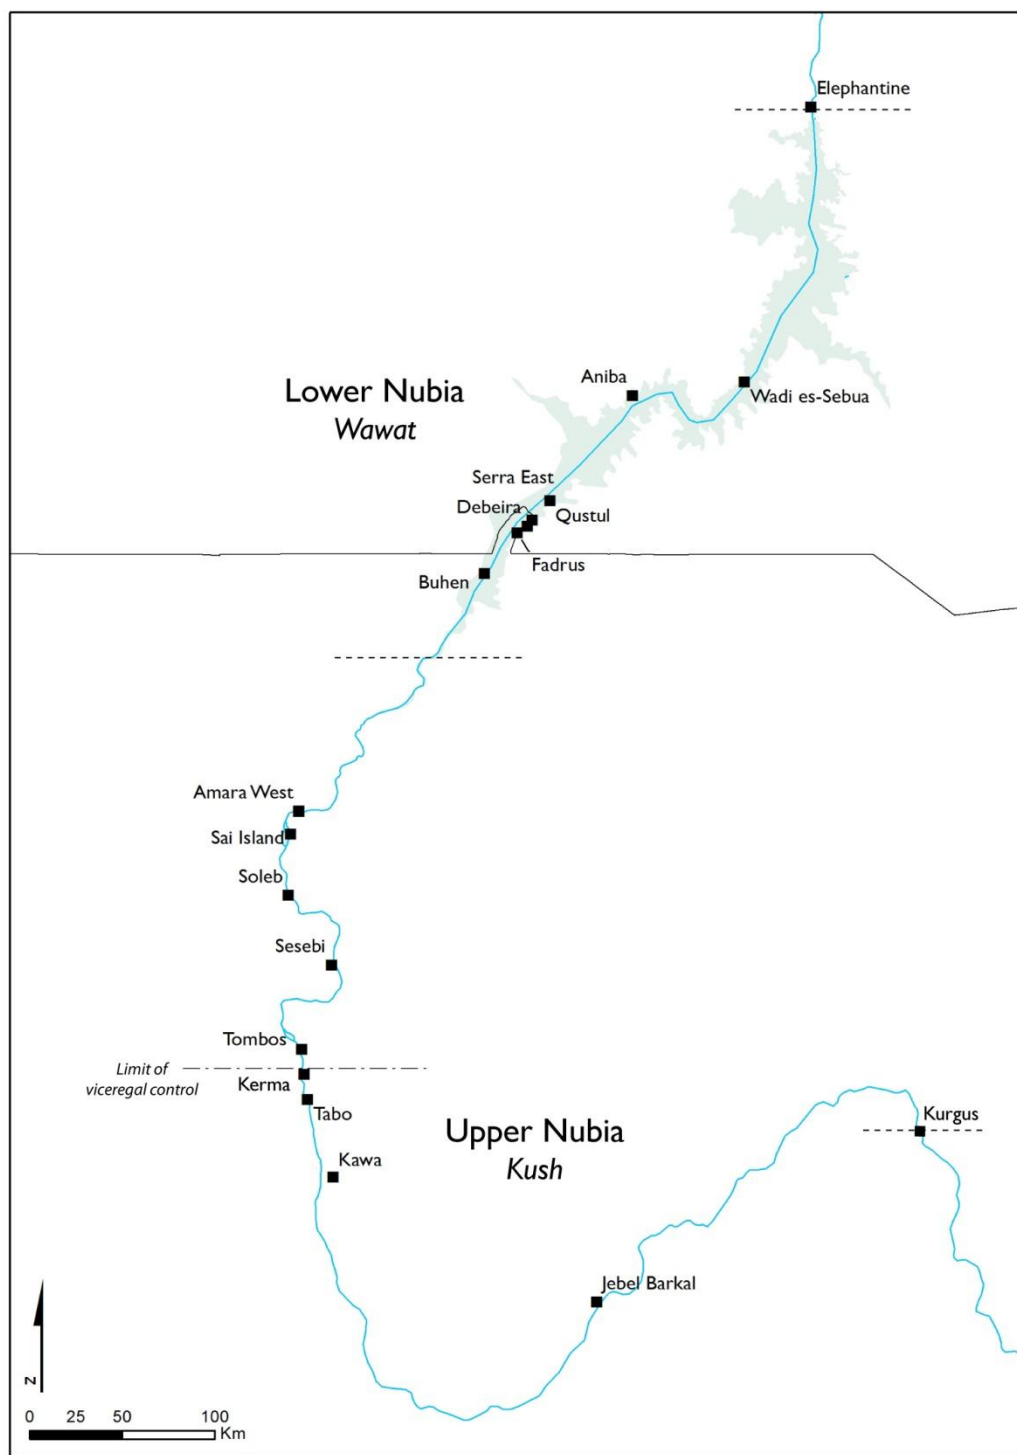 Elephantine
Aniba
Wadi es-Sebua
Lower Nubia
Wawat
Serra East
Debeira
Qustul
Fadrus
Buhen
Amara West
Sai Island
Soleb
Sesebi
Tombos
Limit of
viceregal control
Kerma
Tabo
Kurgus
Upper Nubia
Kush
Kawa
Jebel Barkal
N
0 25 50 100
Km